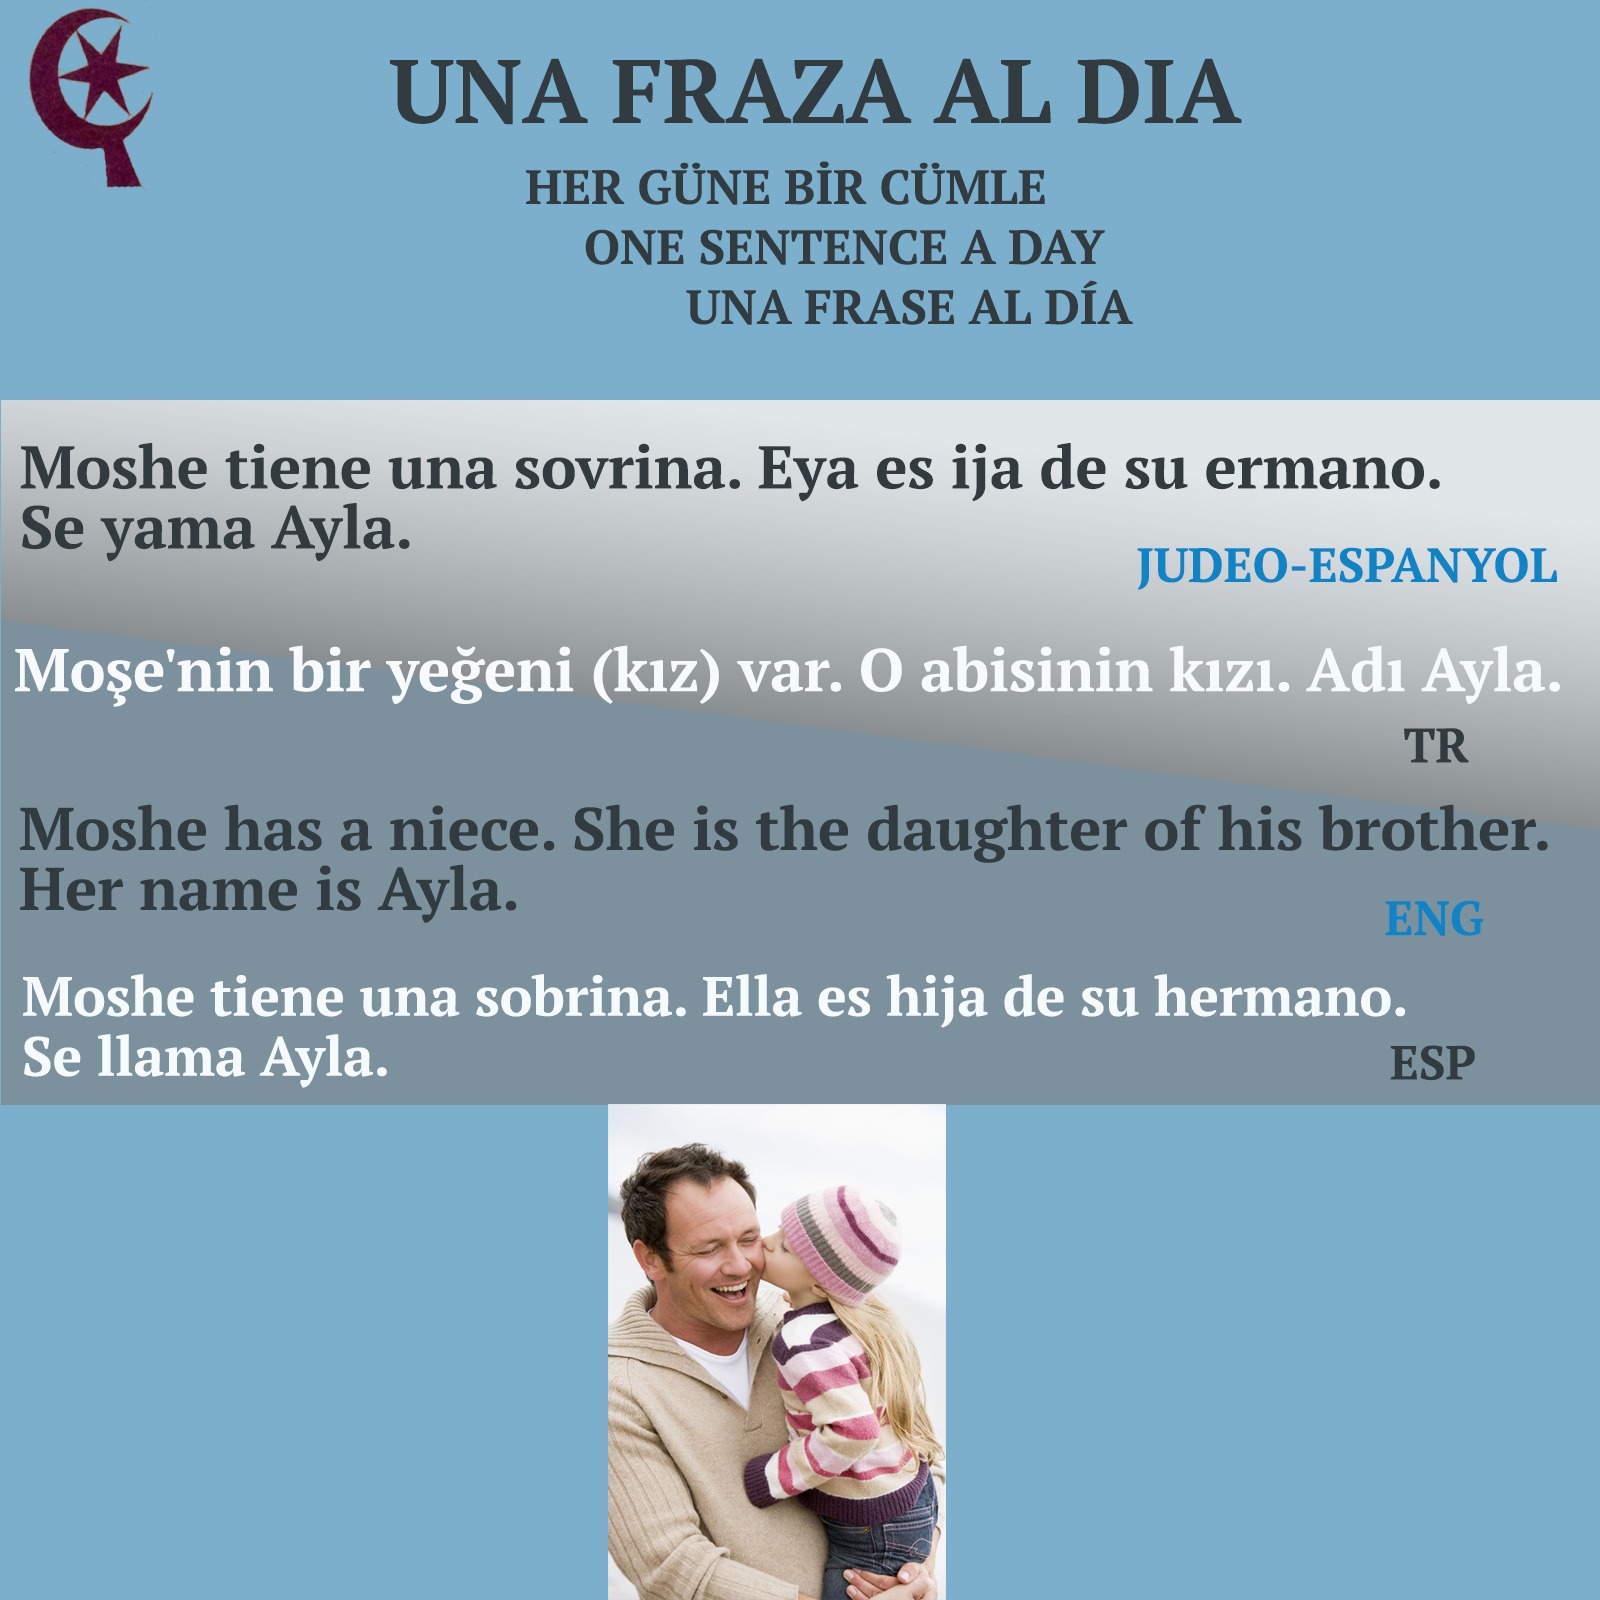 UNA FRAZA AL DIA
HER GÜNE BİR CÜMLE
ONE SENTENCE A DAY
UNA FRASE AL DÍA
Moshe tiene una sovrina. Eya es ija de su ermano.
Se yama Ayla.
JUDEO-ESPANYOL
Moşe'nin bir yeğeni (kız) var. O abisinin kızı. Adı Ayla.
TR
Moshe has a niece. She is the daughter of his brother.
Her name is Ayla.
ENG
Moshe tiene una sobrina. Ella es hija de su hermano.
Se llama Ayla.
ESP